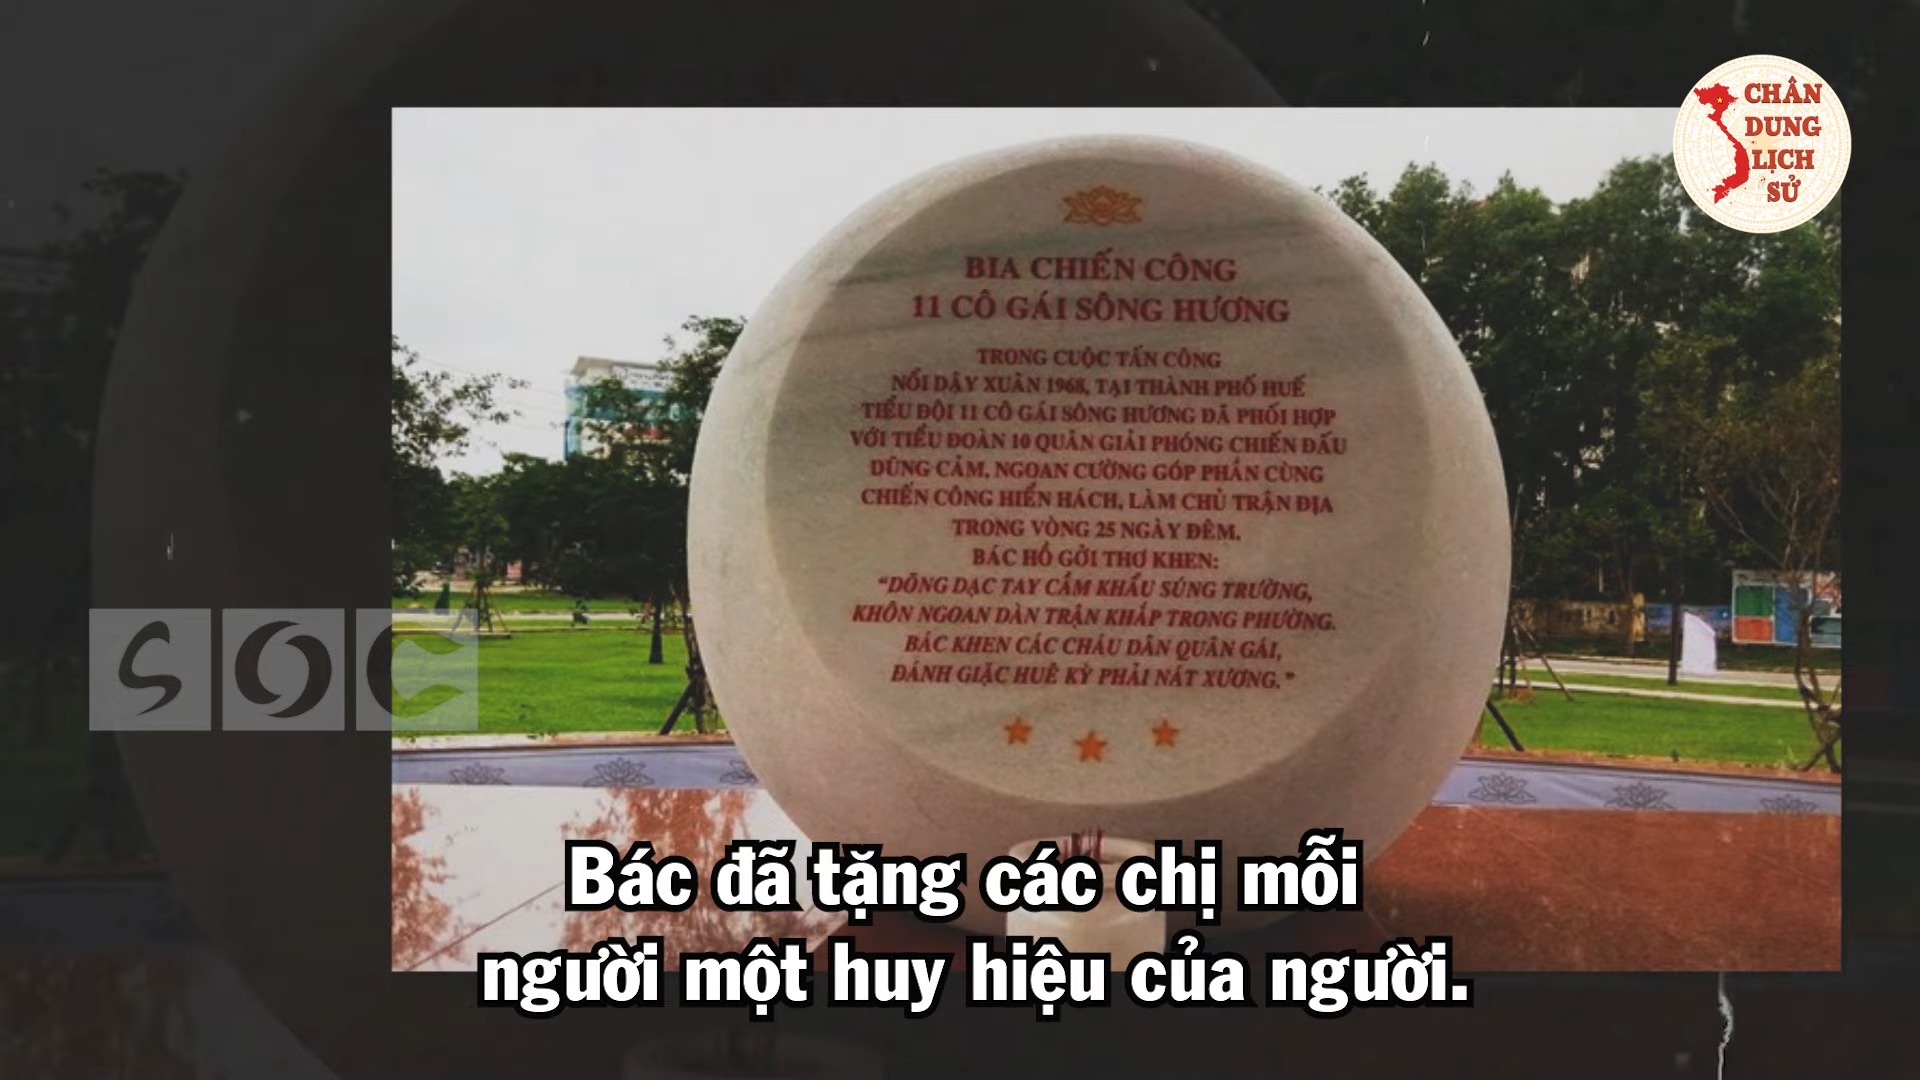 CHÂN
DUNG
LỊCH
SỬ
BIA CHIẾN CÔNG
11 CÔ GÁI SÔNG HƯƠNG
TRONG CUỘC TẤN CÔNG
NỔI DẬY XUÂN 1968, TẠI THÀNH PHỐ HUẾ
TIỂU ĐỘI 11 CÔ GÁI SÔNG HƯƠNG ĐÃ PHỐI HỢP
VỚI TIỂU ĐOÀN 10 QUÂN GIẢI PHÓNG CHIẾN ĐẤU
DŨNG CẢM, NGOAN CƯỜNG GÓP PHẦN CÙNG
CHIẾN CÔNG HIỂN HÁCH, LÀM CHỦ TRẬN ĐỊA
TRONG VÒNG 25 NGÀY ĐÊM.
BÁC HỒ GỞI THƠ KHEN:
"DÕNG DẠC TAY CẦM KHẨU SÚNG TRƯỜNG,
KHÔN NGOAN DÀN TRẬN KHẮP TRONG PHƯỜNG.
BÁC KHEN CÁC CHÁU DÂN QUÂN GÁI,
ĐÁNH GIẶC HUÊ KỲ PHẢI NÁT XƯƠNG."
SOC
Bác đã tặng các chị mỗi
người một huy hiệu của người.